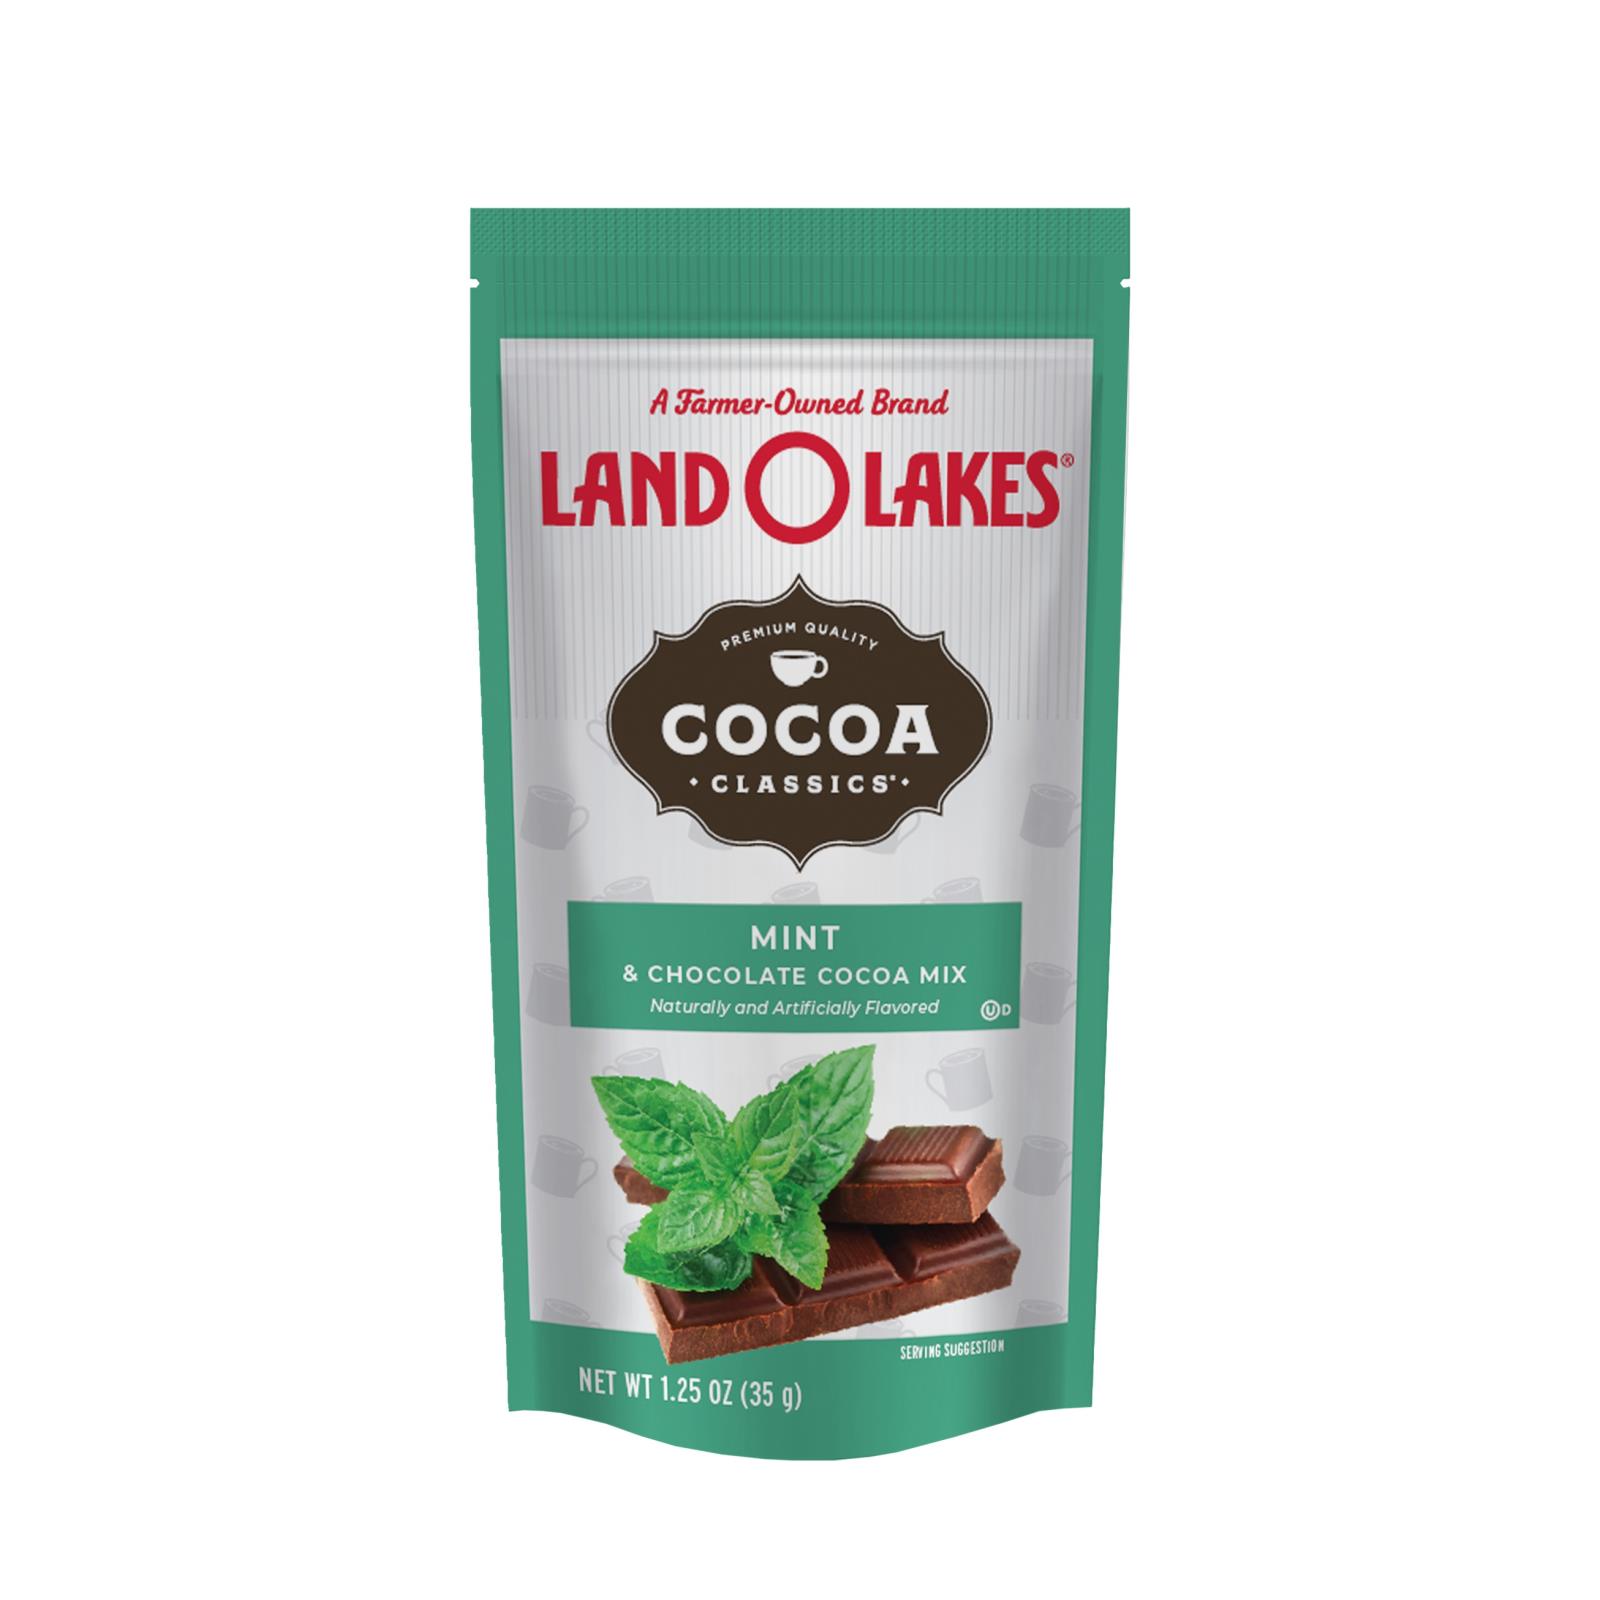 A Farmer-Owned Brand
LAND O LAKES®
PREMIUM QUALITY
COCOA
• CLASSICS® •
MINT
& CHOCOLATE COCOA MIX
Naturally and Artificially Flavored
Ⓤ D
SERVING SUGGESTION
NET WT 1.25 OZ (35 g)